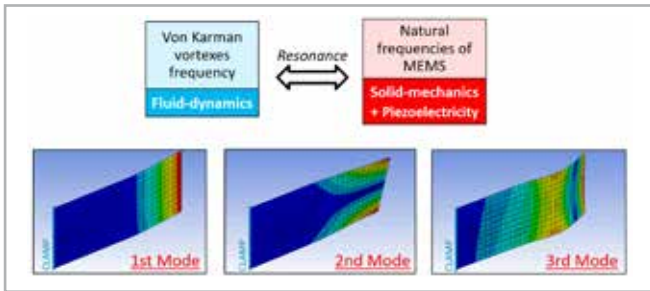 Von Karman
vortexes
frequency
Fluid-dynamics
Resonance
Natural
frequencies of
MEMS
Solid-mechanics
+ Piezoelectricity
CLAMP
1st Mode
CLAMP
2nd Mode
CLAMP
3rd Mode